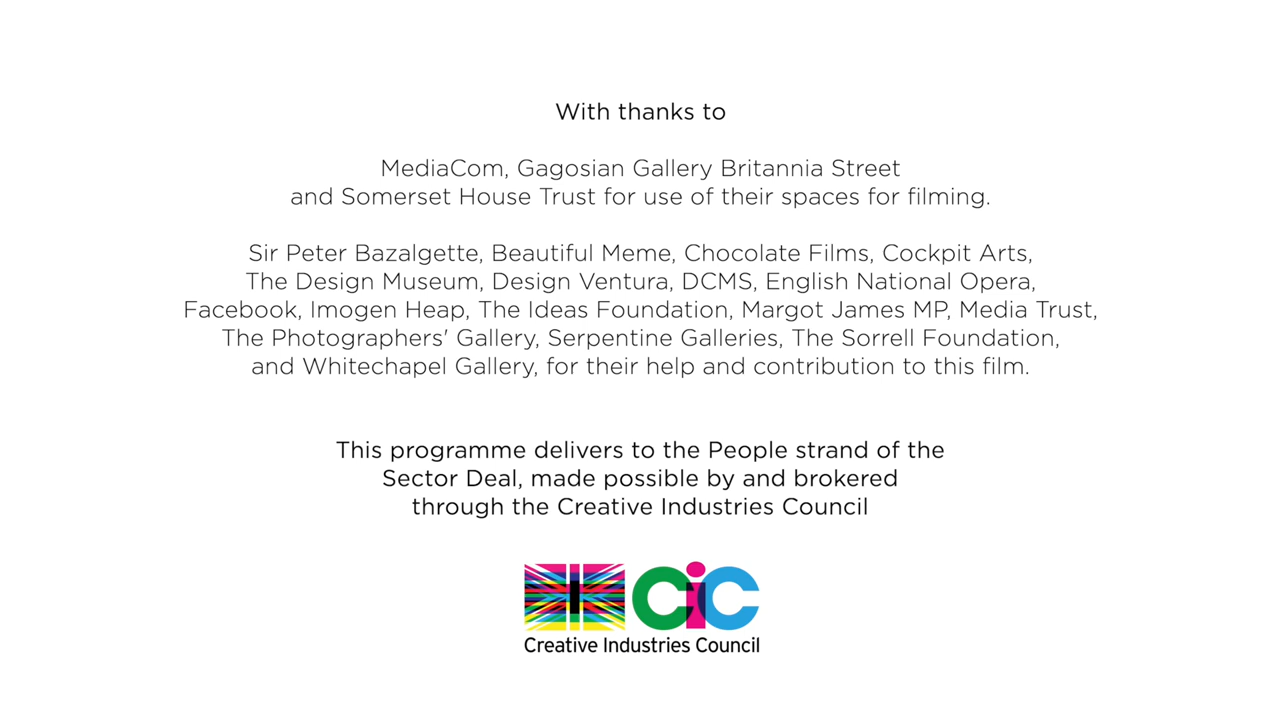 With thanks to
MediaCom, Gagosian Gallery Britannia Street
and Somerset House Trust for use of their spaces for filming.
Sir Peter Bazalgette, Beautiful Meme, Chocolate Films, Cockpit Arts,
The Design Museum, Design Ventura, DCMS, English National Opera,
Facebook, Imogen Heap, The Ideas Foundation, Margot James MP, Media Trust,
The Photographers' Gallery, Serpentine Galleries, The Sorrell Foundation,
and Whitechapel Gallery, for their help and contribution to this film.
This programme delivers to the People strand of the
Sector Deal, made possible by and brokered
through the Creative Industries Council
CiC
Creative Industries Council